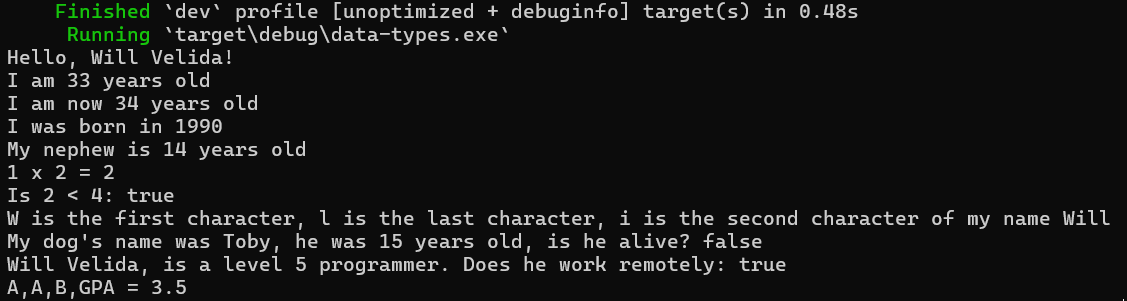 Finished `dev` profile [unoptimized + debuginfo] target(s) in 0.48s
Running `target\debug\data-types.exe`
Hello, Will Velida!
I am 33 years old
I am now 34 years old
I was born in 1990
My nephew is 14 years old
1 x 2 = 2
Is 2 < 4: true
W is the first character, l is the last character, i is the second character of my name Will
My dog's name was Toby, he was 15 years old, is he alive? false
Will Velida, is a level 5 programmer. Does he work remotely: true
A,A,B,GPA = 3.5